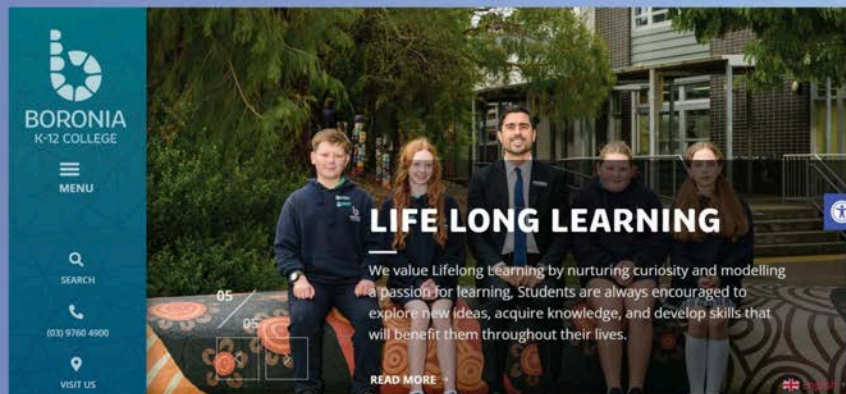 BORONIA
K-12 COLLEGE
MENU
SEARCH
(03) 9760 4900
VISIT US
LIFE LONG LEARNING
We value Lifelong Learning by nurturing curiosity and modelling
a passion for learning, Students are always encouraged to
explore new ideas, acquire knowledge, and develop skills that
will benefit them throughout their lives.
05
05
READ MORE
English